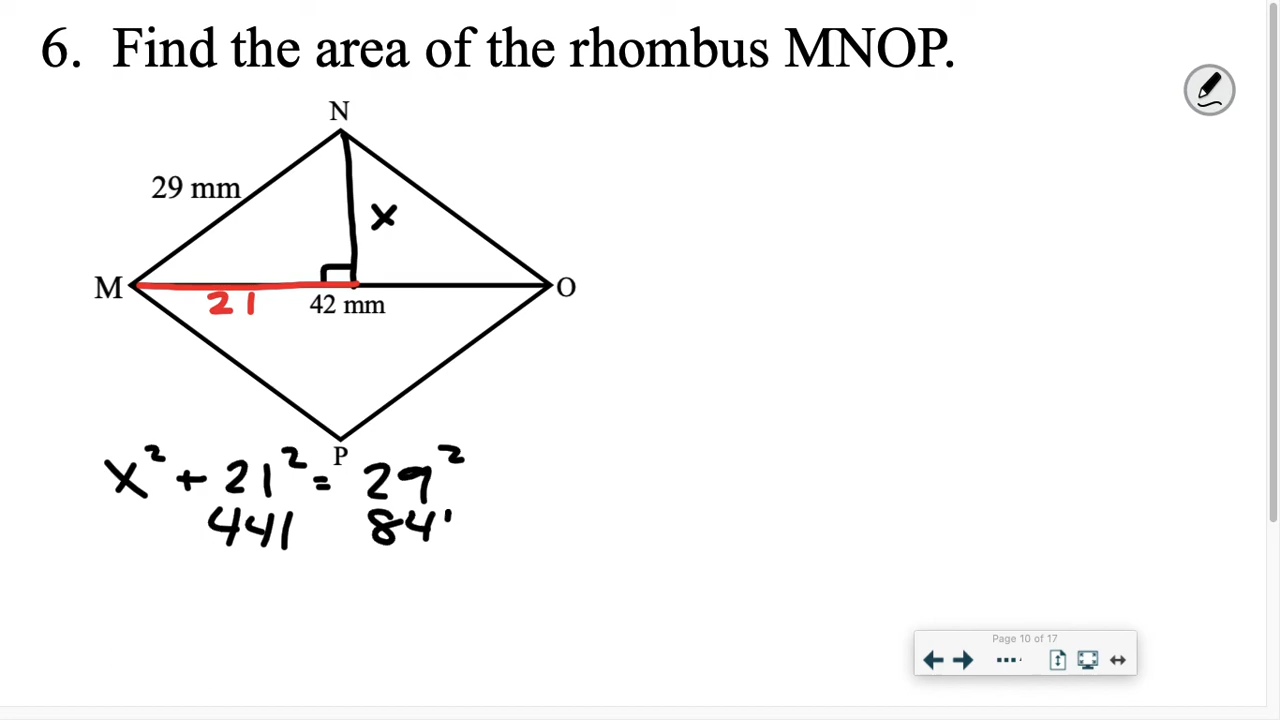 6. Find the area of the rhombus MNOP.
N
29 mm
x
M
O
21
42 mm
P
x² + 21² = 29²
441 841
Page 10 of 17